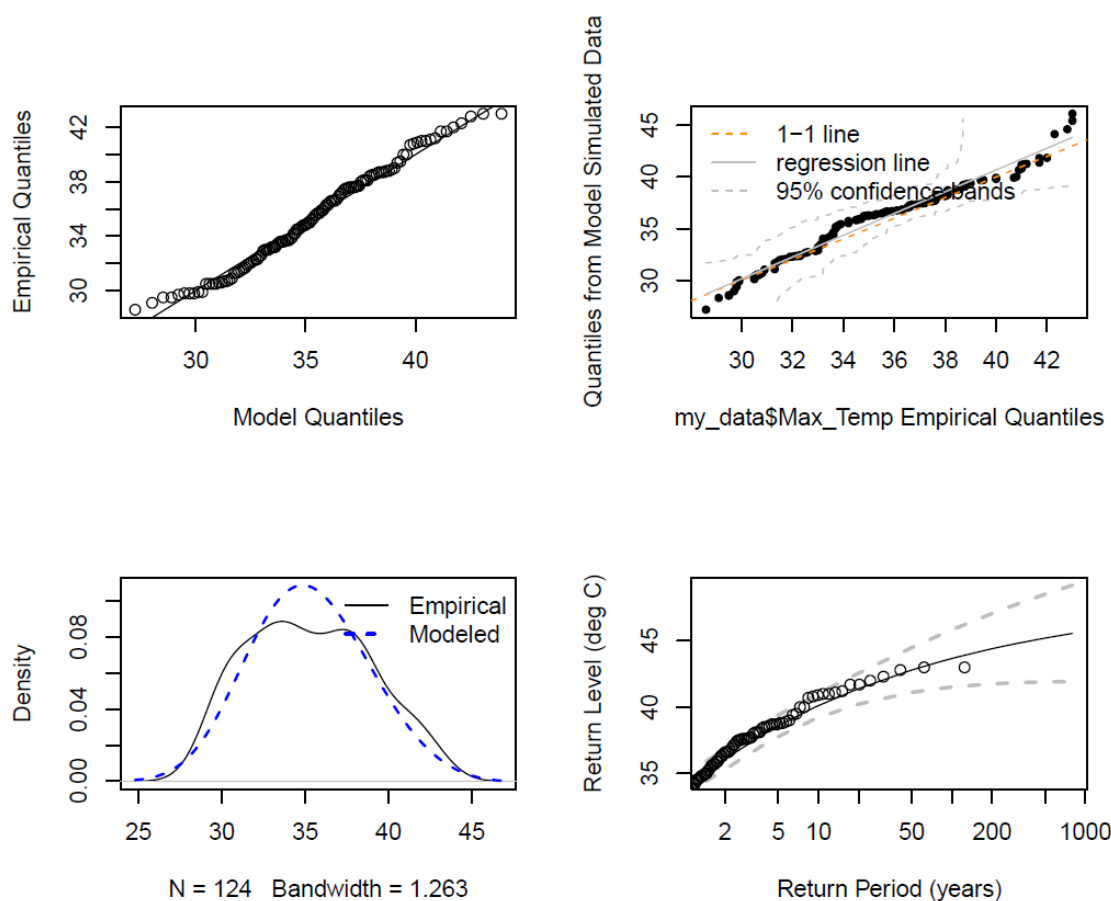 Empirical Quantiles
42
38
34
30
30
35
40
Model Quantiles
Quantiles from Model Simulated Data
45
40
35
30
1−1 line
regression line
95% confidence bands
30
32
34
36
38
40
42
my_data$Max_Temp Empirical Quantiles
Density
0.08
0.04
0.00
Empirical
Modeled
25
30
35
40
45
N = 124 Bandwidth = 1.263
Return Level (deg C)
45
40
35
2
5
10
50
200
1000
Return Period (years)